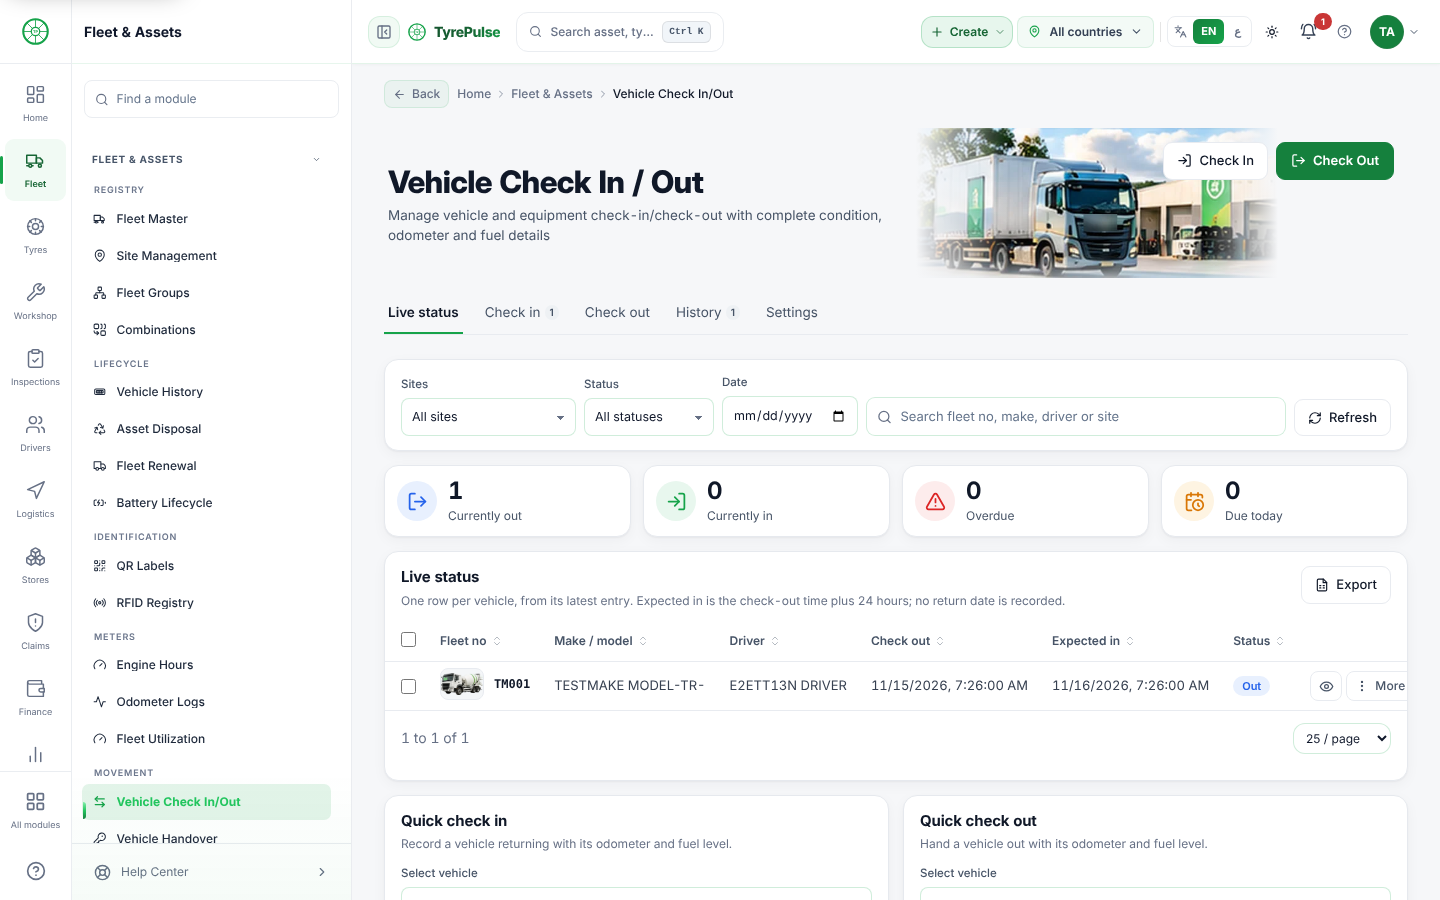 Fleet & Assets
TyrePulse
Search asset, ty...
Ctrl K
Create
All countries
EN
ع
1
TA
Home
Fleet
Tyres
Workshop
Inspections
Drivers
Logistics
Stores
Claims
Finance
All modules
Find a module
FLEET & ASSETS
REGISTRY
Fleet Master
Site Management
Fleet Groups
Combinations
LIFECYCLE
Vehicle History
Asset Disposal
Fleet Renewal
Battery Lifecycle
IDENTIFICATION
QR Labels
RFID Registry
METERS
Engine Hours
Odometer Logs
Fleet Utilization
MOVEMENT
Vehicle Check In/Out
Vehicle Handover
Help Center
Back
Home
Fleet & Assets
Vehicle Check In/Out
Vehicle Check In / Out
Manage vehicle and equipment check-in/check-out with complete condition,
odometer and fuel details
Check In
Check Out
Live status
Check in 1
Check out
History 1
Settings
Sites
Status
Date
All sites
All statuses
mm/dd/yyyy
Search fleet no, make, driver or site
Refresh
1
Currently out
0
Currently in
0
Overdue
0
Due today
Live status
One row per vehicle, from its latest entry. Expected in is the check-out time plus 24 hours; no return date is recorded.
Export
Fleet no
Make / model
Driver
Check out
Expected in
Status
TM001
TESTMAKE MODEL-TR-
E2ETT13N DRIVER
11/15/2026, 7:26:00 AM
11/16/2026, 7:26:00 AM
Out
More
1 to 1 of 1
25 / page
Quick check in
Record a vehicle returning with its odometer and fuel level.
Select vehicle
Quick check out
Hand a vehicle out with its odometer and fuel level.
Select vehicle